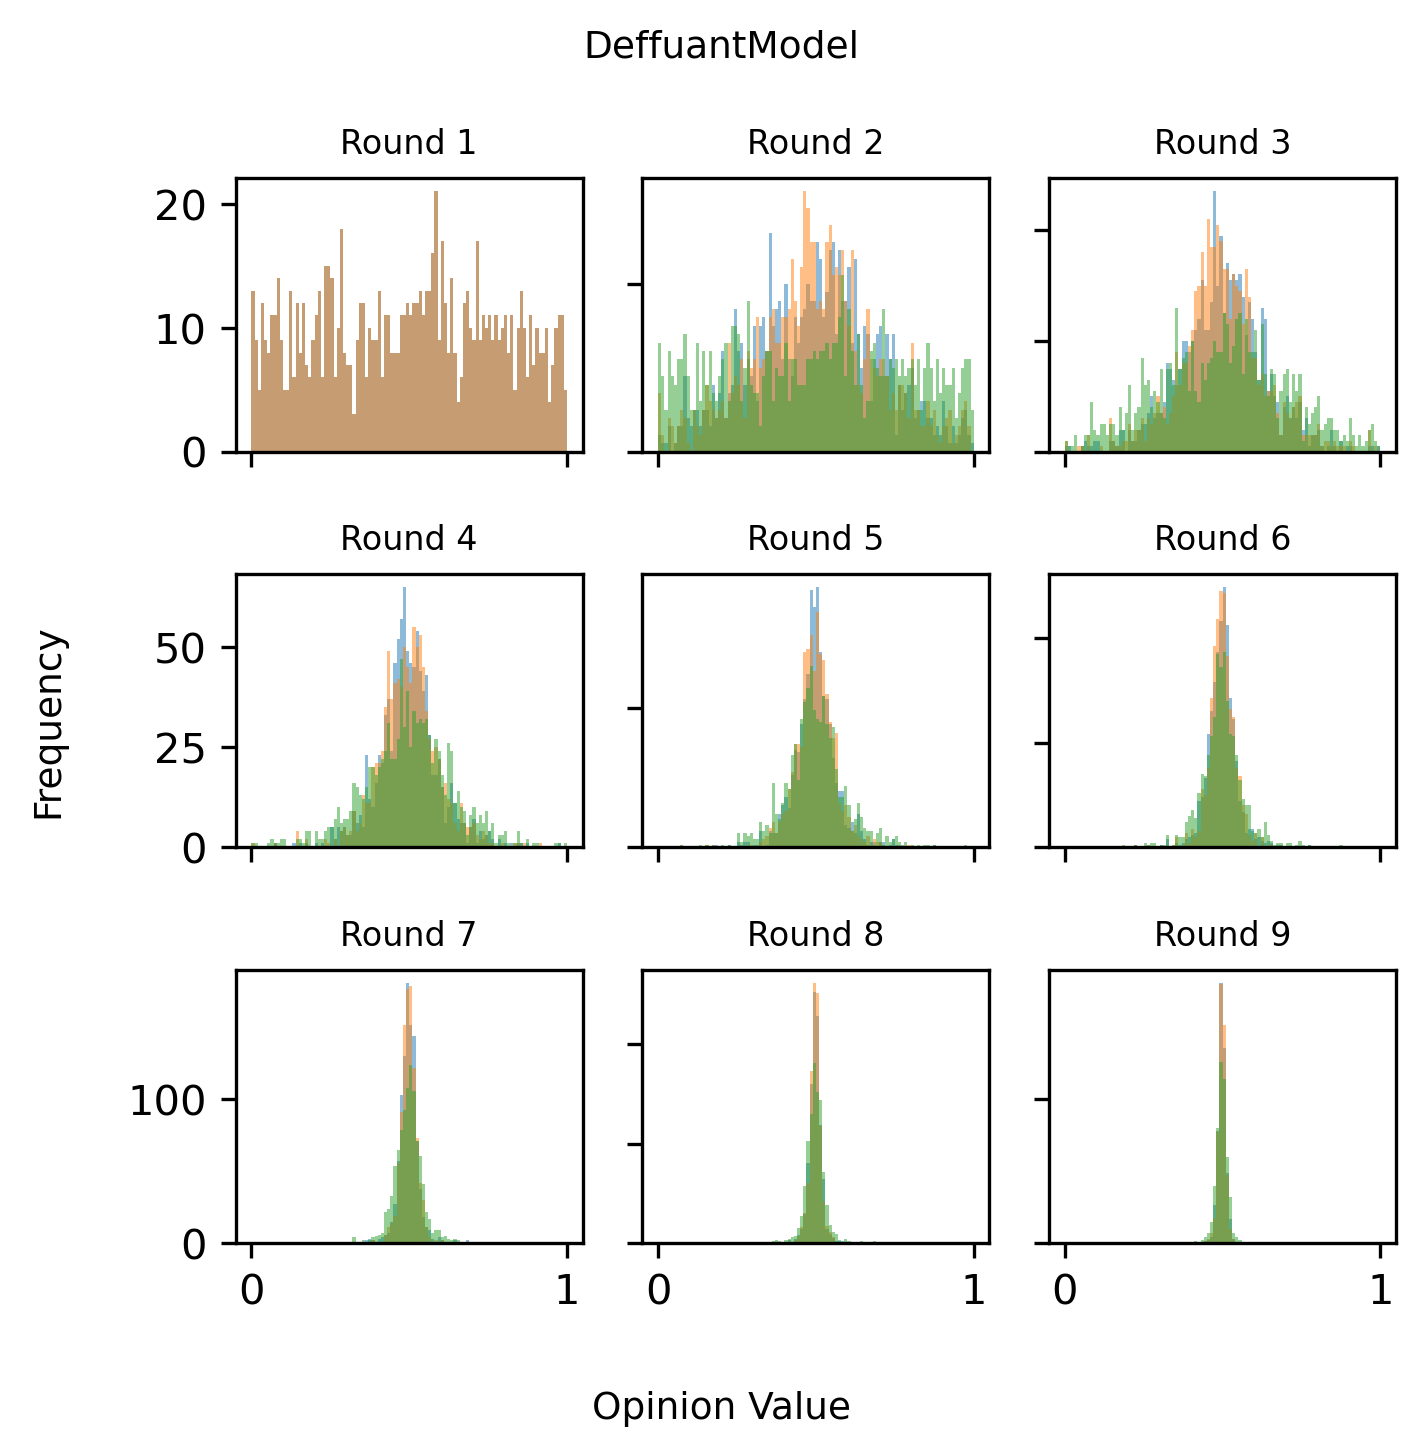 DeffuantModel
Round 1
Round 2
Round 3
20
10
0
Round 4
Round 5
Round 6
50
25
0
Frequency
Round 7
Round 8
Round 9
100
0
0 1 0 1 0 1
Opinion Value